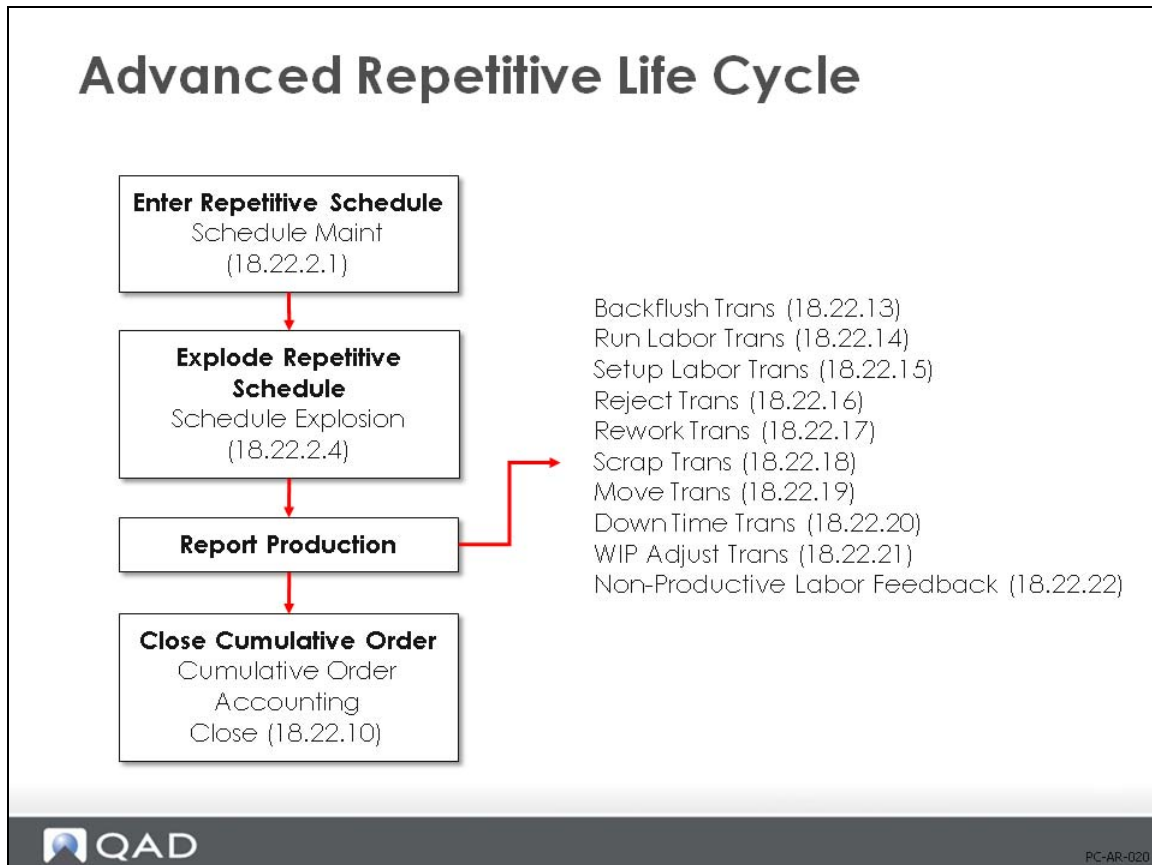 Advanced Repetitive Life Cycle
Enter Repetitive Schedule
Schedule Maint
(18.22.2.1)
Explode Repetitive
Schedule
Schedule Explosion
(18.22.2.4)
Report Production
Close Cumulative Order
Cumulative Order
Accounting
Close (18.22.10)
Backflush Trans (18.22.13)
Run Labor Trans (18.22.14)
Setup Labor Trans (18.22.15)
Reject Trans (18.22.16)
Rework Trans (18.22.17)
Scrap Trans (18.22.18)
Move Trans (18.22.19)
Down Time Trans (18.22.20)
WIP Adjust Trans (18.22.21)
Non-Productive Labor Feedback (18.22.22)
QAD
PC-AR-020